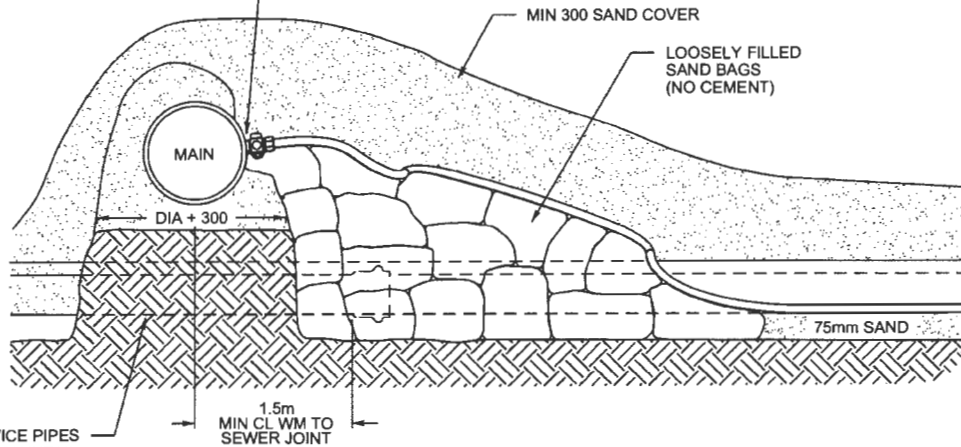 MIN 300 SAND COVER
LOOSELY FILLED
SAND BAGS
(NO CEMENT)
MAIN
DIA + 300
75mm SAND
1.5m
MIN CL WM TO
SEWER JOINT
PIPES